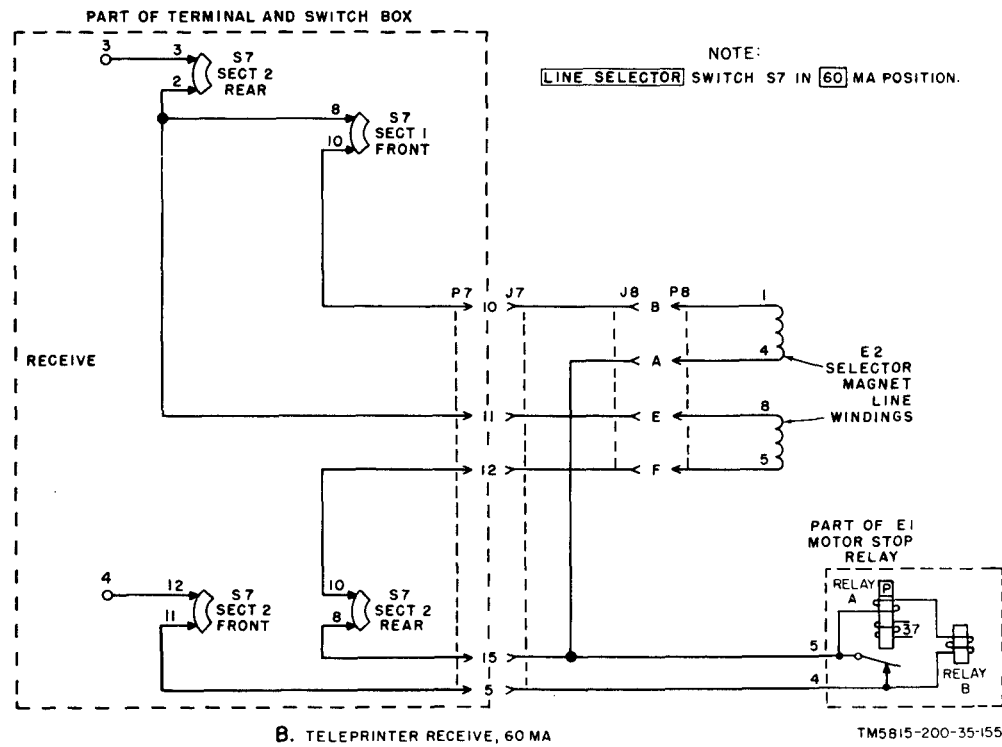 PART OF TERMINAL AND SWITCH BOX
3
3
S7
SECT 2
REAR
2
NOTE:
LINE SELECTOR SWITCH S7 IN 60 MA POSITION.
8
S7
SECT 1
FRONT
10
P7
10
J7
J8
B
P8
1
RECEIVE
A
4
E2
SELECTOR
MAGNET
LINE
WINDINGS
11
E
8
12
F
5
PART OF E1
MOTOR STOP
RELAY
4
12
S7
SECT 2
FRONT
11
10
S7
SECT 2
REAR
8
RELAY
A
P
37
15
5
RELAY
B
5
4
B. TELEPRINTER RECEIVE, 60 MA
TM5815-200-35-155